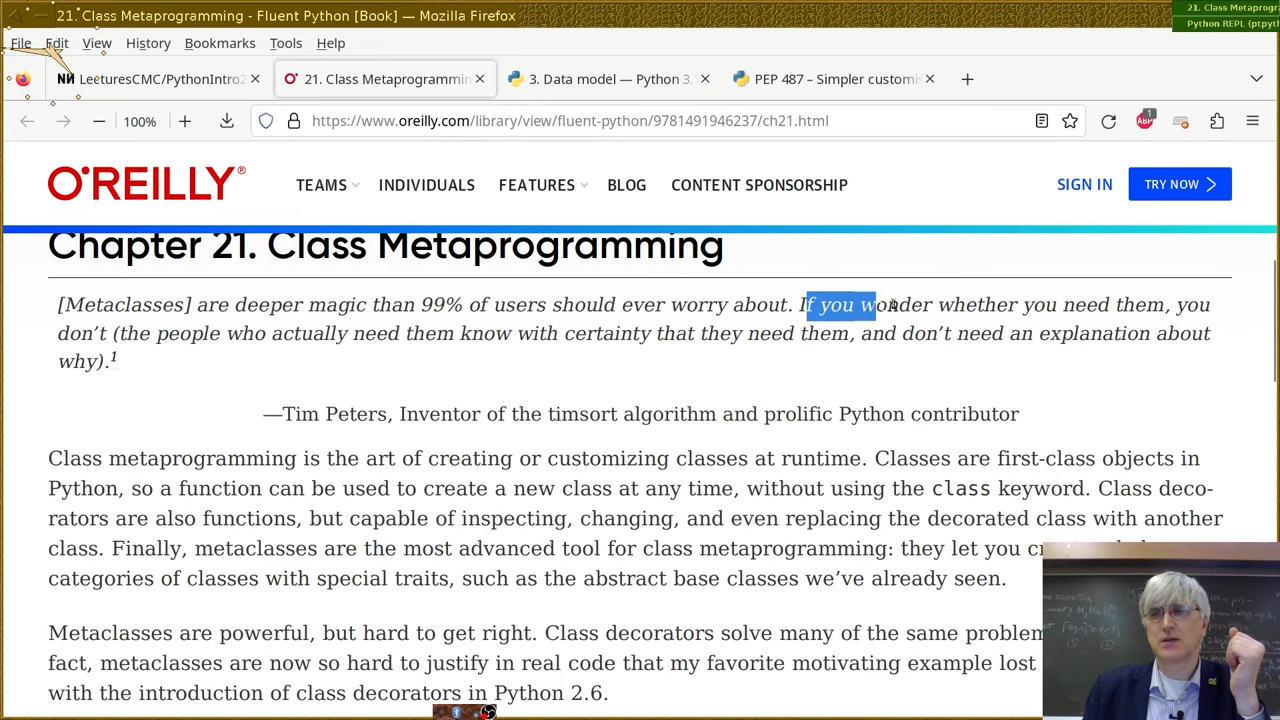 21. Class Metaprogramming - Fluent Python [Book] — Mozilla Firefox
21. Class Metaprogr
Python REPL (ptpyth
File Edit View History Bookmarks Tools Help
LecturesCMC/PythonIntro2
21. Class Metaprogrammin
3. Data model — Python 3.
PEP 487 – Simpler customis
100%
https://www.oreilly.com/library/view/fluent-python/9781491946237/ch21.html
ABP
1
O'REILLY®
TEAMS INDIVIDUALS FEATURES BLOG CONTENT SPONSORSHIP
SIGN IN TRY NOW
Chapter 21. Class Metaprogramming
[Metaclasses] are deeper magic than 99% of users should ever worry about. If you wonder whether you need them, you
don’t (the people who actually need them know with certainty that they need them, and don’t need an explanation about
why).1
—Tim Peters, Inventor of the timsort algorithm and prolific Python contributor
Class metaprogramming is the art of creating or customizing classes at runtime. Classes are first-class objects in
Python, so a function can be used to create a new class at any time, without using the class keyword. Class deco-
rators are also functions, but capable of inspecting, changing, and even replacing the decorated class with another
class. Finally, metaclasses are the most advanced tool for class metaprogramming: they let you
categories of classes with special traits, such as the abstract base classes we’ve already seen.
Metaclasses are powerful, but hard to get right. Class decorators solve many of the same problem
fact, metaclasses are now so hard to justify in real code that my favorite motivating example lost
with the introduction of class decorators in Python 2.6.